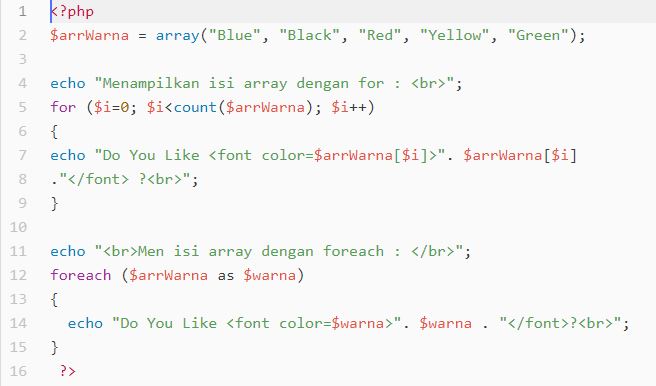 1 <?php
2 $arrWarna = array("Blue", "Black", "Red", "Yellow", "Green");
3
4 echo "Menampilkan isi array dengan for : <br>";
5 for ($i=0; $i<count($arrWarna); $i++)
6 {
7 echo "Do You Like <font color=$arrWarna[$i]>". $arrWarna[$i]
8 ."</font> ?<br>";
9 }
10
11 echo "<br>Men isi array dengan foreach : </br>";
12 foreach ($arrWarna as $warna)
13 {
14   echo "Do You Like <font color=$warna>". $warna . "</font>?<br>";
15 }
16  ?>